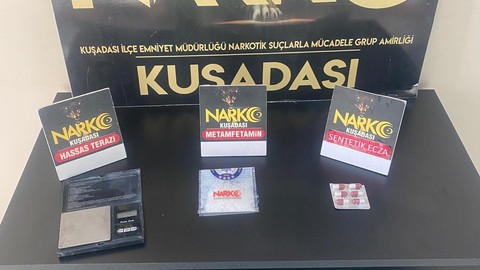 NARKO
KUŞADASI İLÇE EMNİYET MÜDÜRLÜĞÜ NARKOTİK SUÇLARLA MÜCADELE GRUP AMİRLİĞİ
KUŞADASI
NARKO
KUŞADASI
HASSAS TERAZİ
NARKO
KUŞADASI
METAMFETAMİN
NARKO
KUŞADASI
SENTETİK ECZA
NARKO